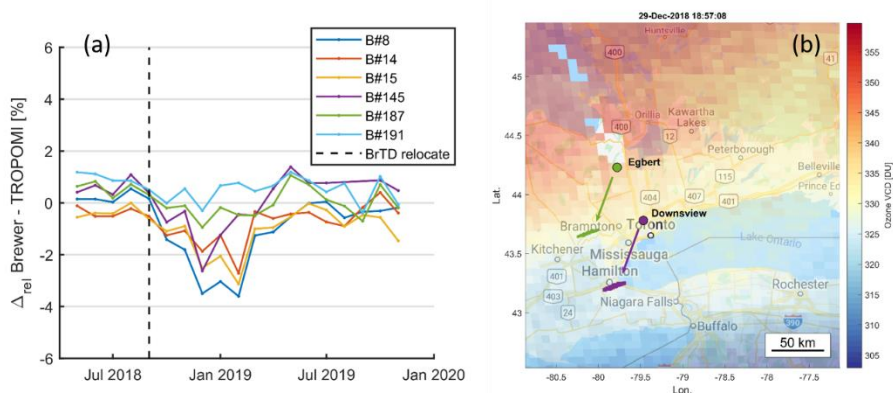 (a)
6
4
2
0
-2
-4
-6
Δrel Brewer - TROPOMI [%]
Jul 2018
Jan 2019
Jul 2019
Jan 2020
B#8
B#14
B#15
B#145
B#187
B#191
BrTD relocate
29-Dec-2018 18:57:08
(b)
Huntsville
400
41
Orillia
Kawartha
Lakes
400
12
Peterborough
Egbert
115
Belleville
Prince Ed
404
407
401
Downsview
Brampton
Toronto
Kitchener
Mississauga
Lake Ontario
401
Hamilton
403
Niagara Falls
Rochester
24
390
Buffalo
50 km
45
44.5
44
43.5
43
Lat.
-80.5
-80
-79.5
-79
-78.5
-78
-77.5
Lon.
355
350
345
340
335
330
325
320
315
310
305
Ozone VCD [DU]